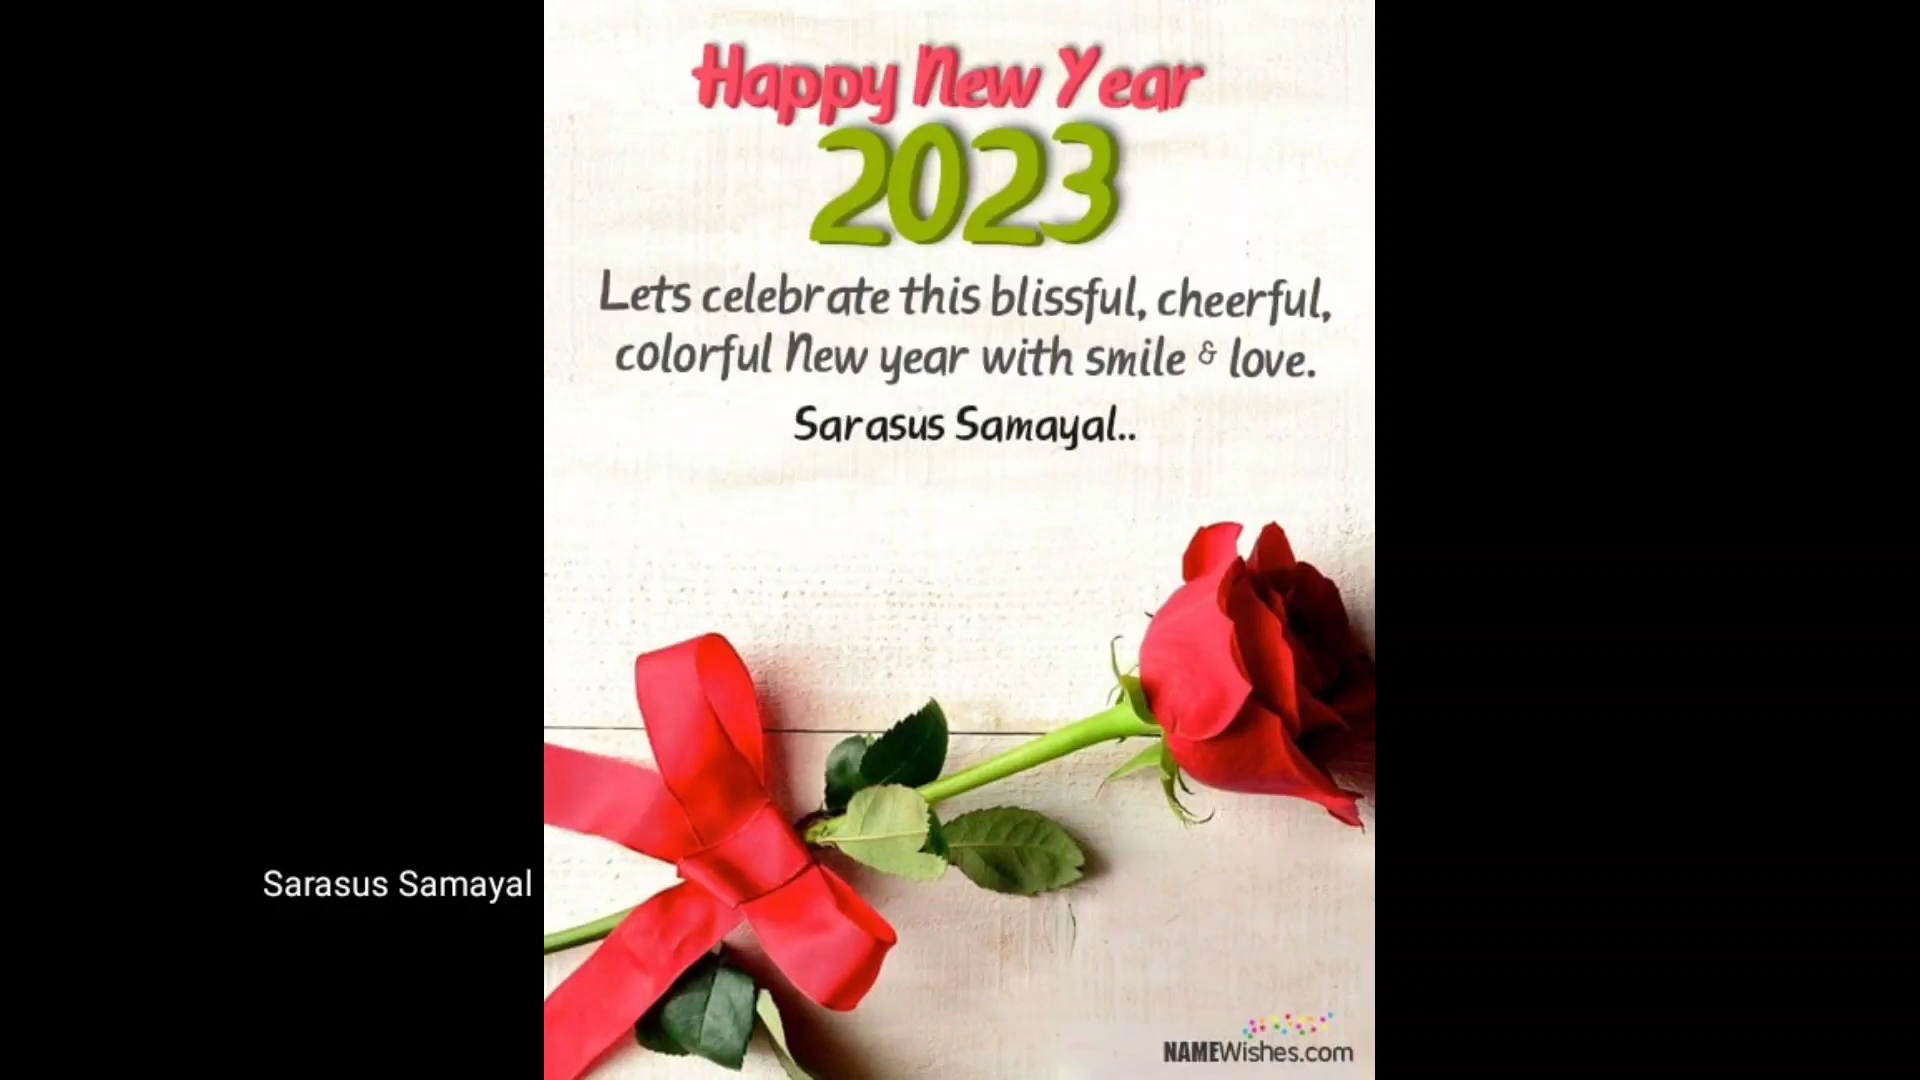 Happy New Year
2023
Lets celebrate this blissful, cheerful,
colorful New year with smile & love.
Sarasus Samayal..
Sarasus Samayal
NAMEWishes.com